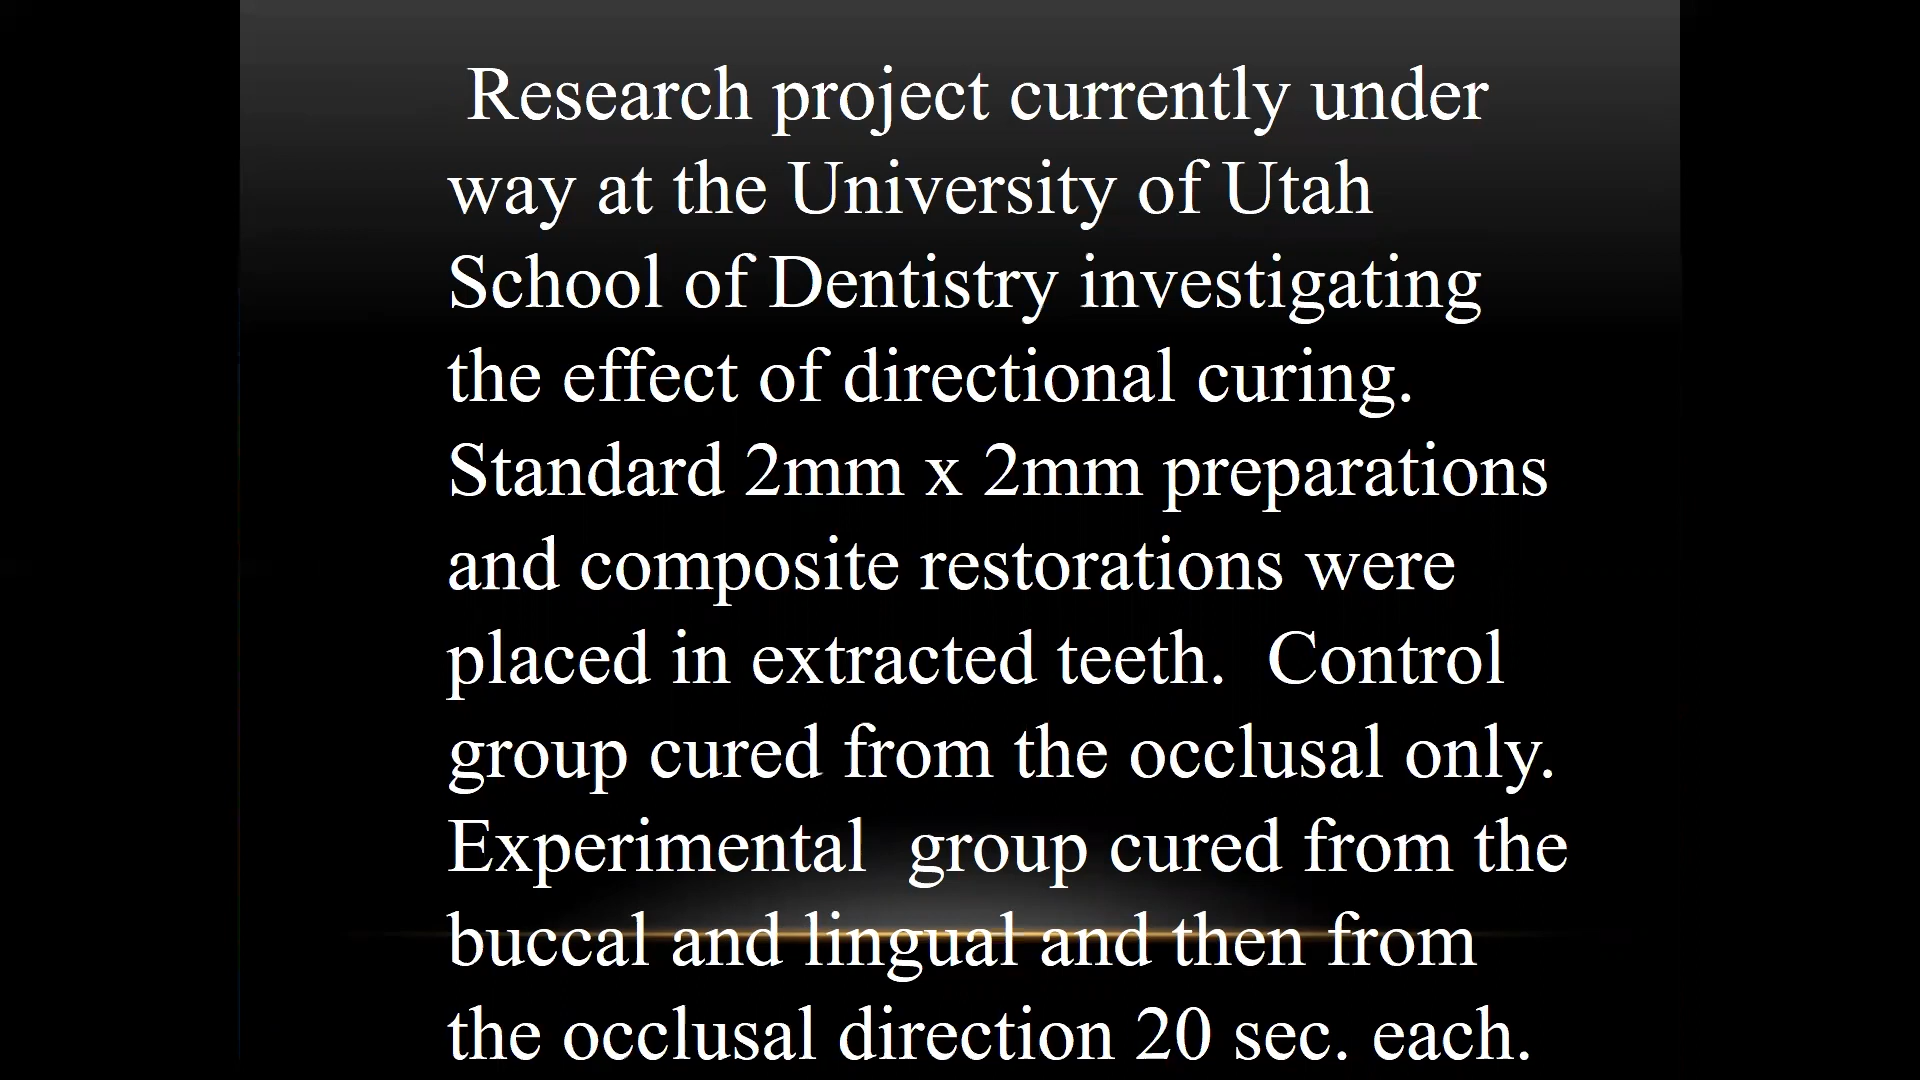 Research project currently under
way at the University of Utah
School of Dentistry investigating
the effect of directional curing.
Standard 2mm x 2mm preparations
and composite restorations were
placed in extracted teeth.  Control
group cured from the occlusal only.
Experimental  group cured from the
buccal and lingual and then from
the occlusal direction 20 sec. each.